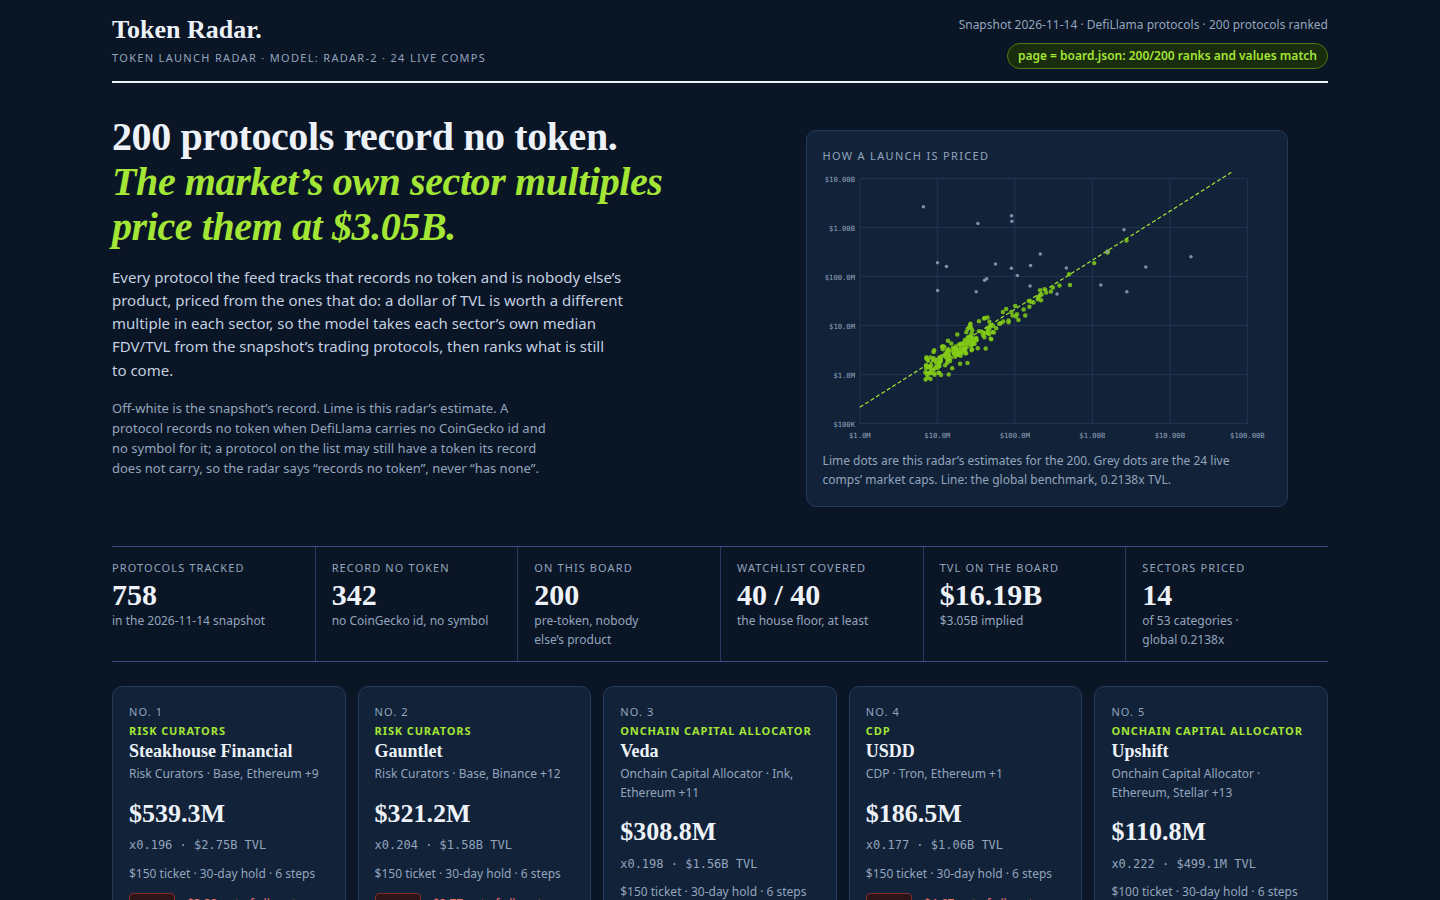 Token Radar.
TOKEN LAUNCH RADAR · MODEL: RADAR-2 · 24 LIVE COMPS
Snapshot 2026-11-14 · DefiLlama protocols · 200 protocols ranked
page = board.json: 200/200 ranks and values match
200 protocols record no token.
The market’s own sector multiples
price them at $3.05B.
Every protocol the feed tracks that records no token and is nobody else’s
product, priced from the ones that do: a dollar of TVL is worth a different
multiple in each sector, so the model takes each sector’s own median
FDV/TVL from the snapshot’s trading protocols, then ranks what is still
to come.
Off-white is the snapshot’s record. Lime is this radar’s estimate. A
protocol records no token when DefiLlama carries no CoinGecko id and
no symbol for it; a protocol on the list may still have a token its record
does not carry, so the radar says “records no token”, never “has none”.
HOW A LAUNCH IS PRICED
$10.00B
$1.00B
$100.0M
$10.0M
$1.0M
$100K
$1.0M $10.0M $100.0M $1.00B $10.00B $100.00B
Lime dots are this radar’s estimates for the 200. Grey dots are the 24 live
comps’ market caps. Line: the global benchmark, 0.2138x TVL.
PROTOCOLS TRACKED
758
in the 2026-11-14 snapshot
RECORD NO TOKEN
342
no CoinGecko id, no symbol
ON THIS BOARD
200
pre-token, nobody
else’s product
WATCHLIST COVERED
40 / 40
the house floor, at least
TVL ON THE BOARD
$16.19B
$3.05B implied
SECTORS PRICED
14
of 53 categories ·
global 0.2138x
NO. 1
RISK CURATORS
Steakhouse Financial
Risk Curators · Base, Ethereum +9
$539.3M
x0.196 · $2.75B TVL
$150 ticket · 30-day hold · 6 steps
NO. 2
RISK CURATORS
Gauntlet
Risk Curators · Base, Binance +12
$321.2M
x0.204 · $1.58B TVL
$150 ticket · 30-day hold · 6 steps
NO. 3
ONCHAIN CAPITAL ALLOCATOR
Veda
Onchain Capital Allocator · Ink,
Ethereum +11
$308.8M
x0.198 · $1.56B TVL
$150 ticket · 30-day hold · 6 steps
NO. 4
CDP
USDD
CDP · Tron, Ethereum +1
$186.5M
x0.177 · $1.06B TVL
$150 ticket · 30-day hold · 6 steps
NO. 5
ONCHAIN CAPITAL ALLOCATOR
Upshift
Onchain Capital Allocator ·
Ethereum, Stellar +13
$110.8M
x0.222 · $499.1M TVL
$100 ticket · 30-day hold · 6 steps